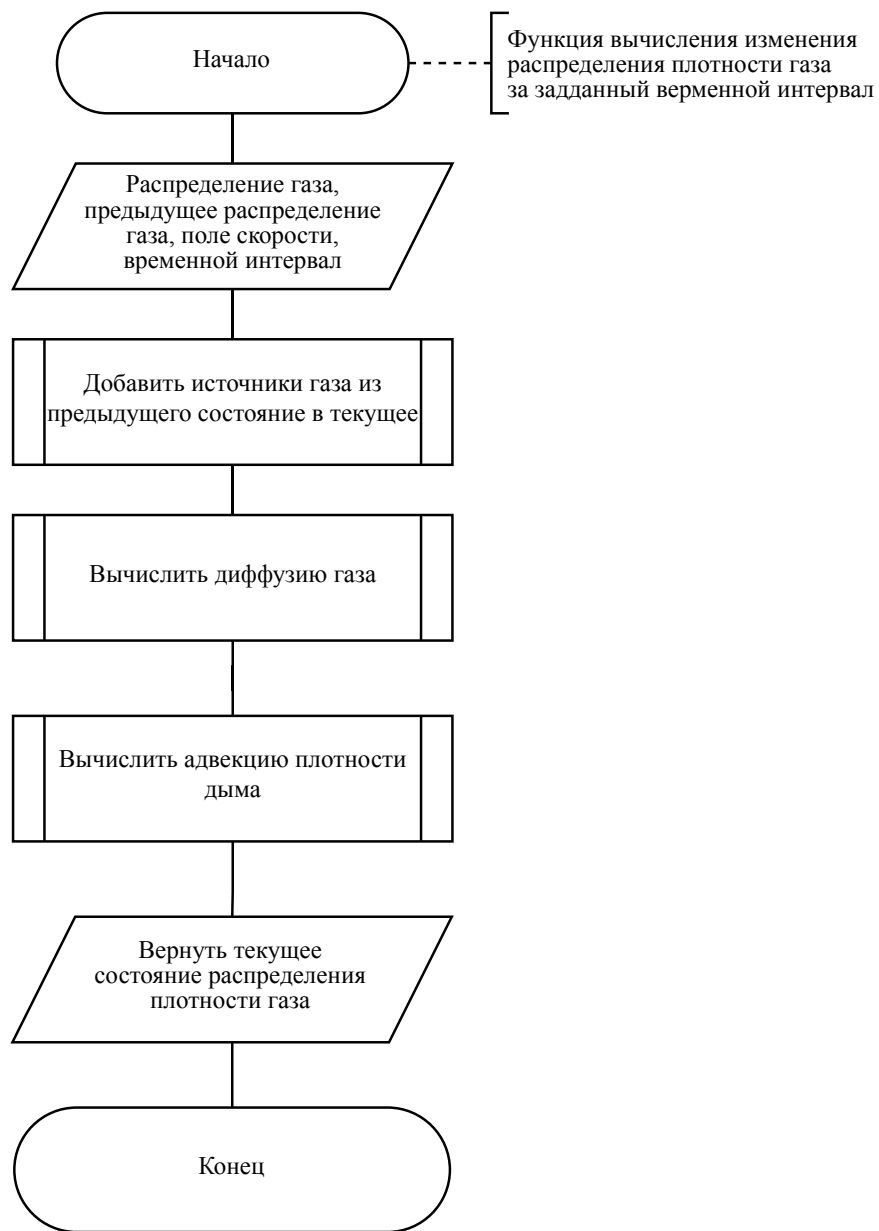 Начало
Функция вычисления изменения
распределения плотности газа
за задданный верменной интервал
Распределение газа,
предыдущее распределение
газа, поле скорости,
временной интервал
Добавить источники газа из
предыдущего состояние в текущее
Вычислить диффузию газа
Вычислить адвекцию плотности
дыма
Вернуть текущее
состояние распределения
плотности газа
Конец